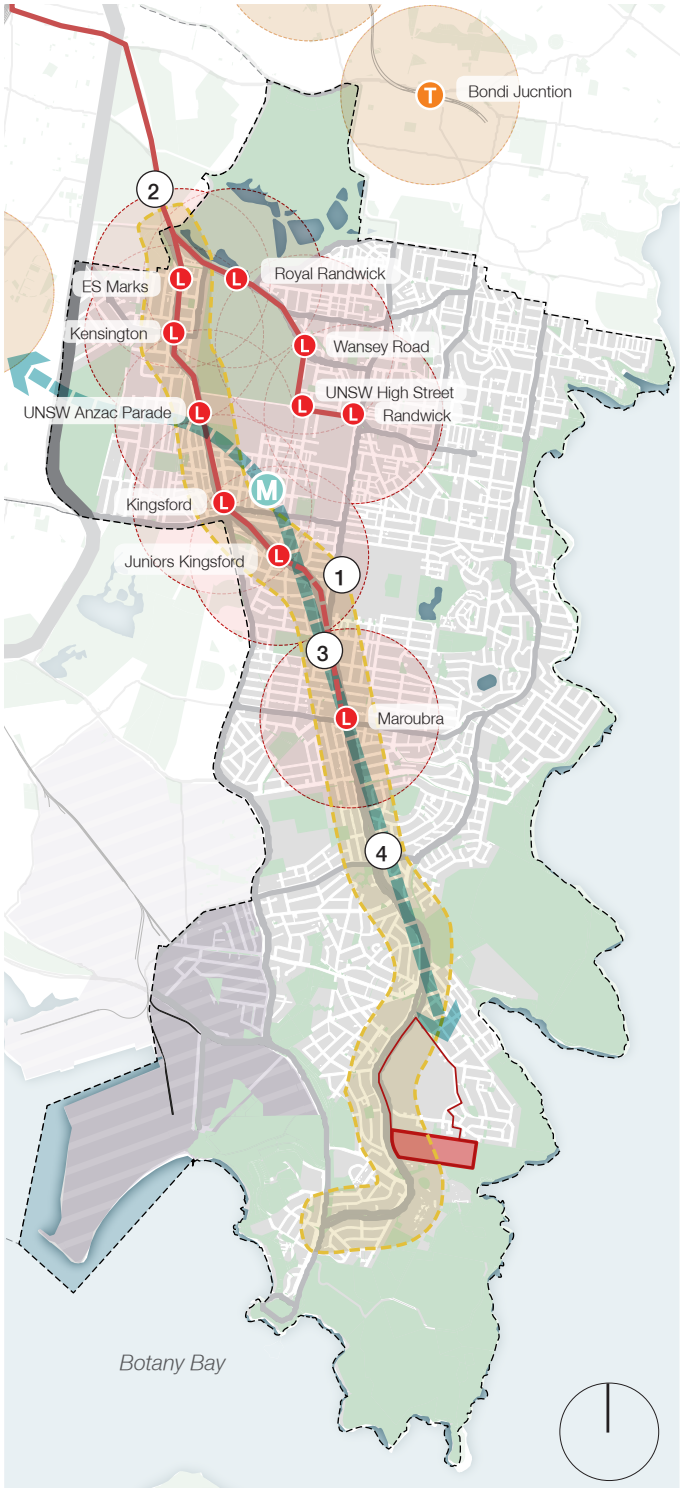 T
Bondi Jucntion
2
ES Marks
L
L
Royal Randwick
Kensington
L
L
Wansey Road
UNSW High Street
UNSW Anzac Parade
L
L
L
Randwick
M
Kingsford
L
Juniors Kingsford
L
1
3
L
Maroubra
4
Botany Bay